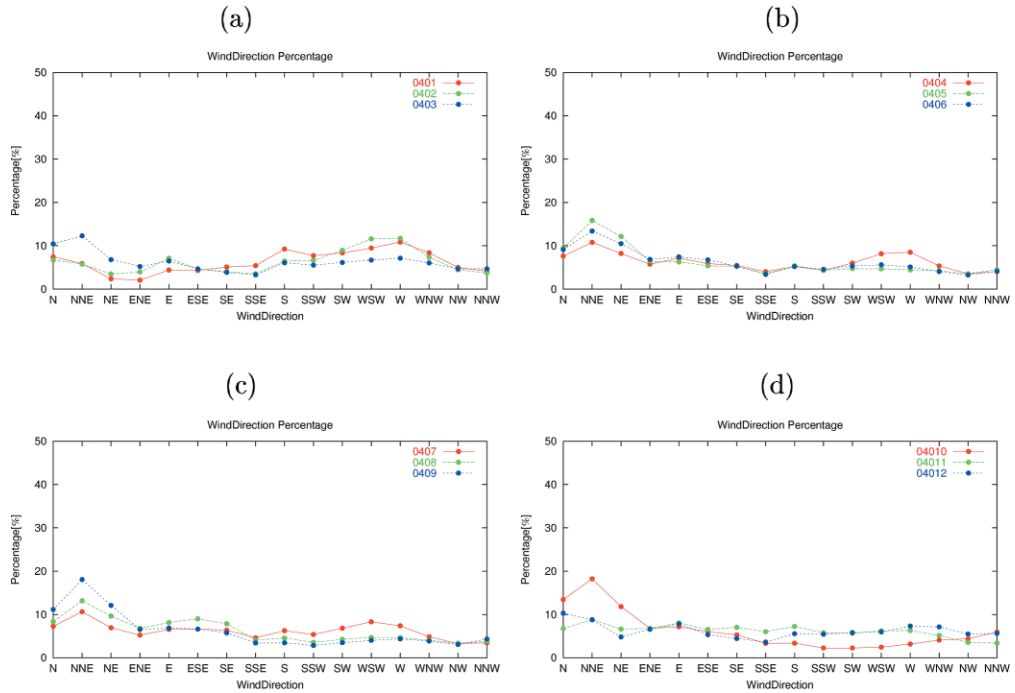 (a)
WindDirection Percentage
50
40
30
20
10
0
Percentage[%]
0401
0402
0403
N NNE NE ENE E ESE SE SSE S SSW SW WSW W WNW NW NNW
WindDirection
(b)
WindDirection Percentage
50
40
30
20
10
0
Percentage[%]
0404
0405
0406
N NNE NE ENE E ESE SE SSE S SSW SW WSW W WNW NW NNW
WindDirection
(c)
WindDirection Percentage
50
40
30
20
10
0
Percentage[%]
0407
0408
0409
N NNE NE ENE E ESE SE SSE S SSW SW WSW W WNW NW NNW
WindDirection
(d)
WindDirection Percentage
50
40
30
20
10
0
Percentage[%]
04010
04011
04012
N NNE NE ENE E ESE SE SSE S SSW SW WSW W WNW NW NNW
WindDirection